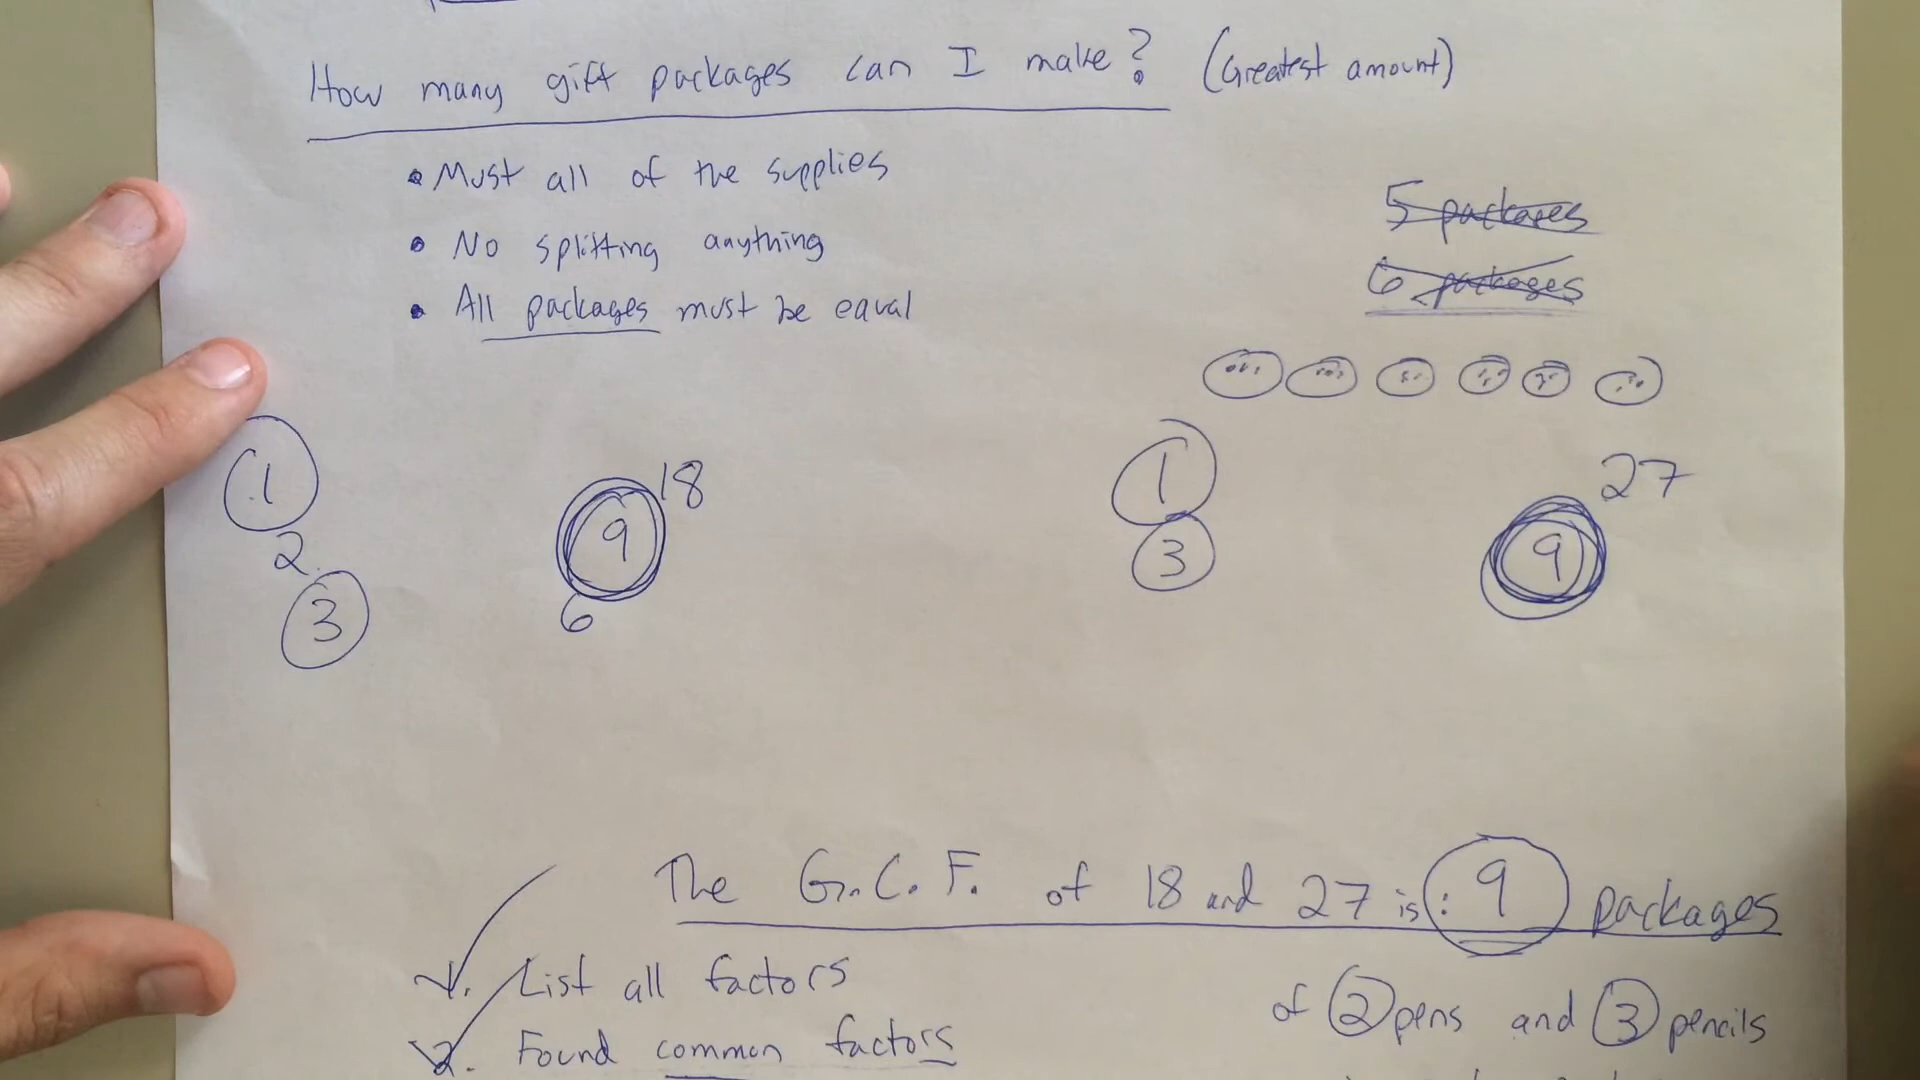 How many gift packages can I make? (Greatest amount)
• Must all of the supplies
• No splitting anything
• All packages must be equal
5 packages
6 packages
1 18 1 27
2 9 3 9
3 6
The G.C.F. of 18 and 27 is: 9 packages
1. List all factors
of 2 pens and 3 pencils
2. Found common factors